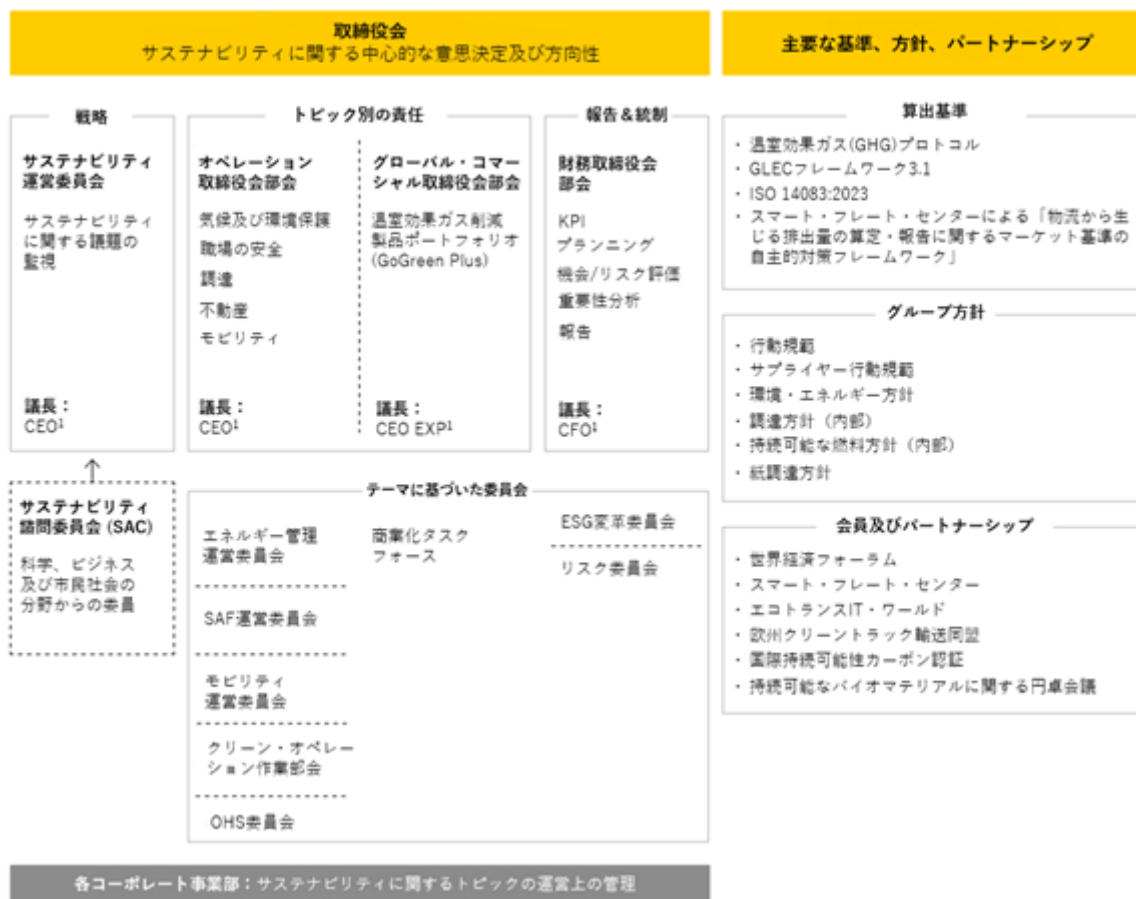 取締役会
サステナビリティに関する中心的な意思決定及び方向性
主要な基準、方針、パートナーシップ
戦略
サステナビリティ
運営委員会
サステナビリティ
に関する議題の
監視
議長：
CEO¹
トピック別の責任
オペレーション
取締役会部会
気候及び環境保護
職場の安全
調達
不動産
モビリティ
議長：
CEO¹
グローバル・コマー
シャル取締役会部会
温室効果ガス削減
製品ポートフォリオ
(GoGreen Plus)
議長：
CEO EXP¹
報告＆統制
財務取締役会
部会
KPI
プランニング
機会/リスク評価
重要性分析
報告
議長：
CFO¹
サステナビリティ
諮問委員会 (SAC)
科学、ビジネス
及び市民社会の
分野からの委員
テーマに基づいた委員会
エネルギー管理
運営委員会
SAF運営委員会
モビリティ
運営委員会
クリーン・オペレー
ション作業部会
OHS委員会
商業化タスク
フォース
ESG変革委員会
リスク委員会
各コーポレート事業部：サステナビリティに関するトピックの運営上の管理
算出基準
・温室効果ガス(GHG)プロトコル
・GLECフレームワーク3.1
・ISO 14083:2023
・スマート・フレート・センターによる「物流から生
じる排出量の算定・報告に関するマーケット基準の
自主的対策フレームワーク」
グループ方針
・行動規範
・サプライヤー行動規範
・環境・エネルギー方針
・調達方針（内部）
・持続可能な燃料方針（内部）
・紙調達方針
会員及びパートナーシップ
・世界経済フォーラム
・スマート・フレート・センター
・エコトランスIT・ワールド
・欧州クリーントラック輸送同盟
・国際持続可能性カーボン認証
・持続可能なバイオマテリアルに関する円卓会議